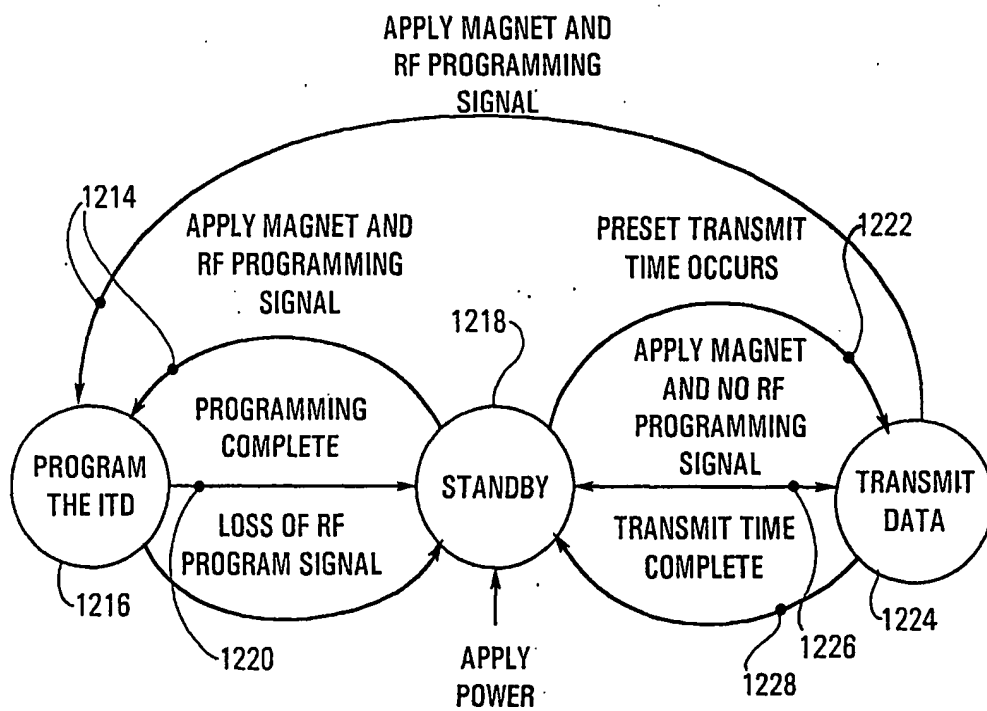 APPLY MAGNET AND
RF PROGRAMMING
SIGNAL
1214
APPLY MAGNET AND
RF PROGRAMMING
SIGNAL
PRESET TRANSMIT
TIME OCCURS
1222
1218
APPLY MAGNET
AND NO RF
PROGRAMMING
SIGNAL
PROGRAMMING
COMPLETE
PROGRAM
THE ITD
STANDBY
TRANSMIT
DATA
LOSS OF RF
PROGRAM SIGNAL
TRANSMIT TIME
COMPLETE
1216
1220
APPLY
POWER
1228
1226
1224